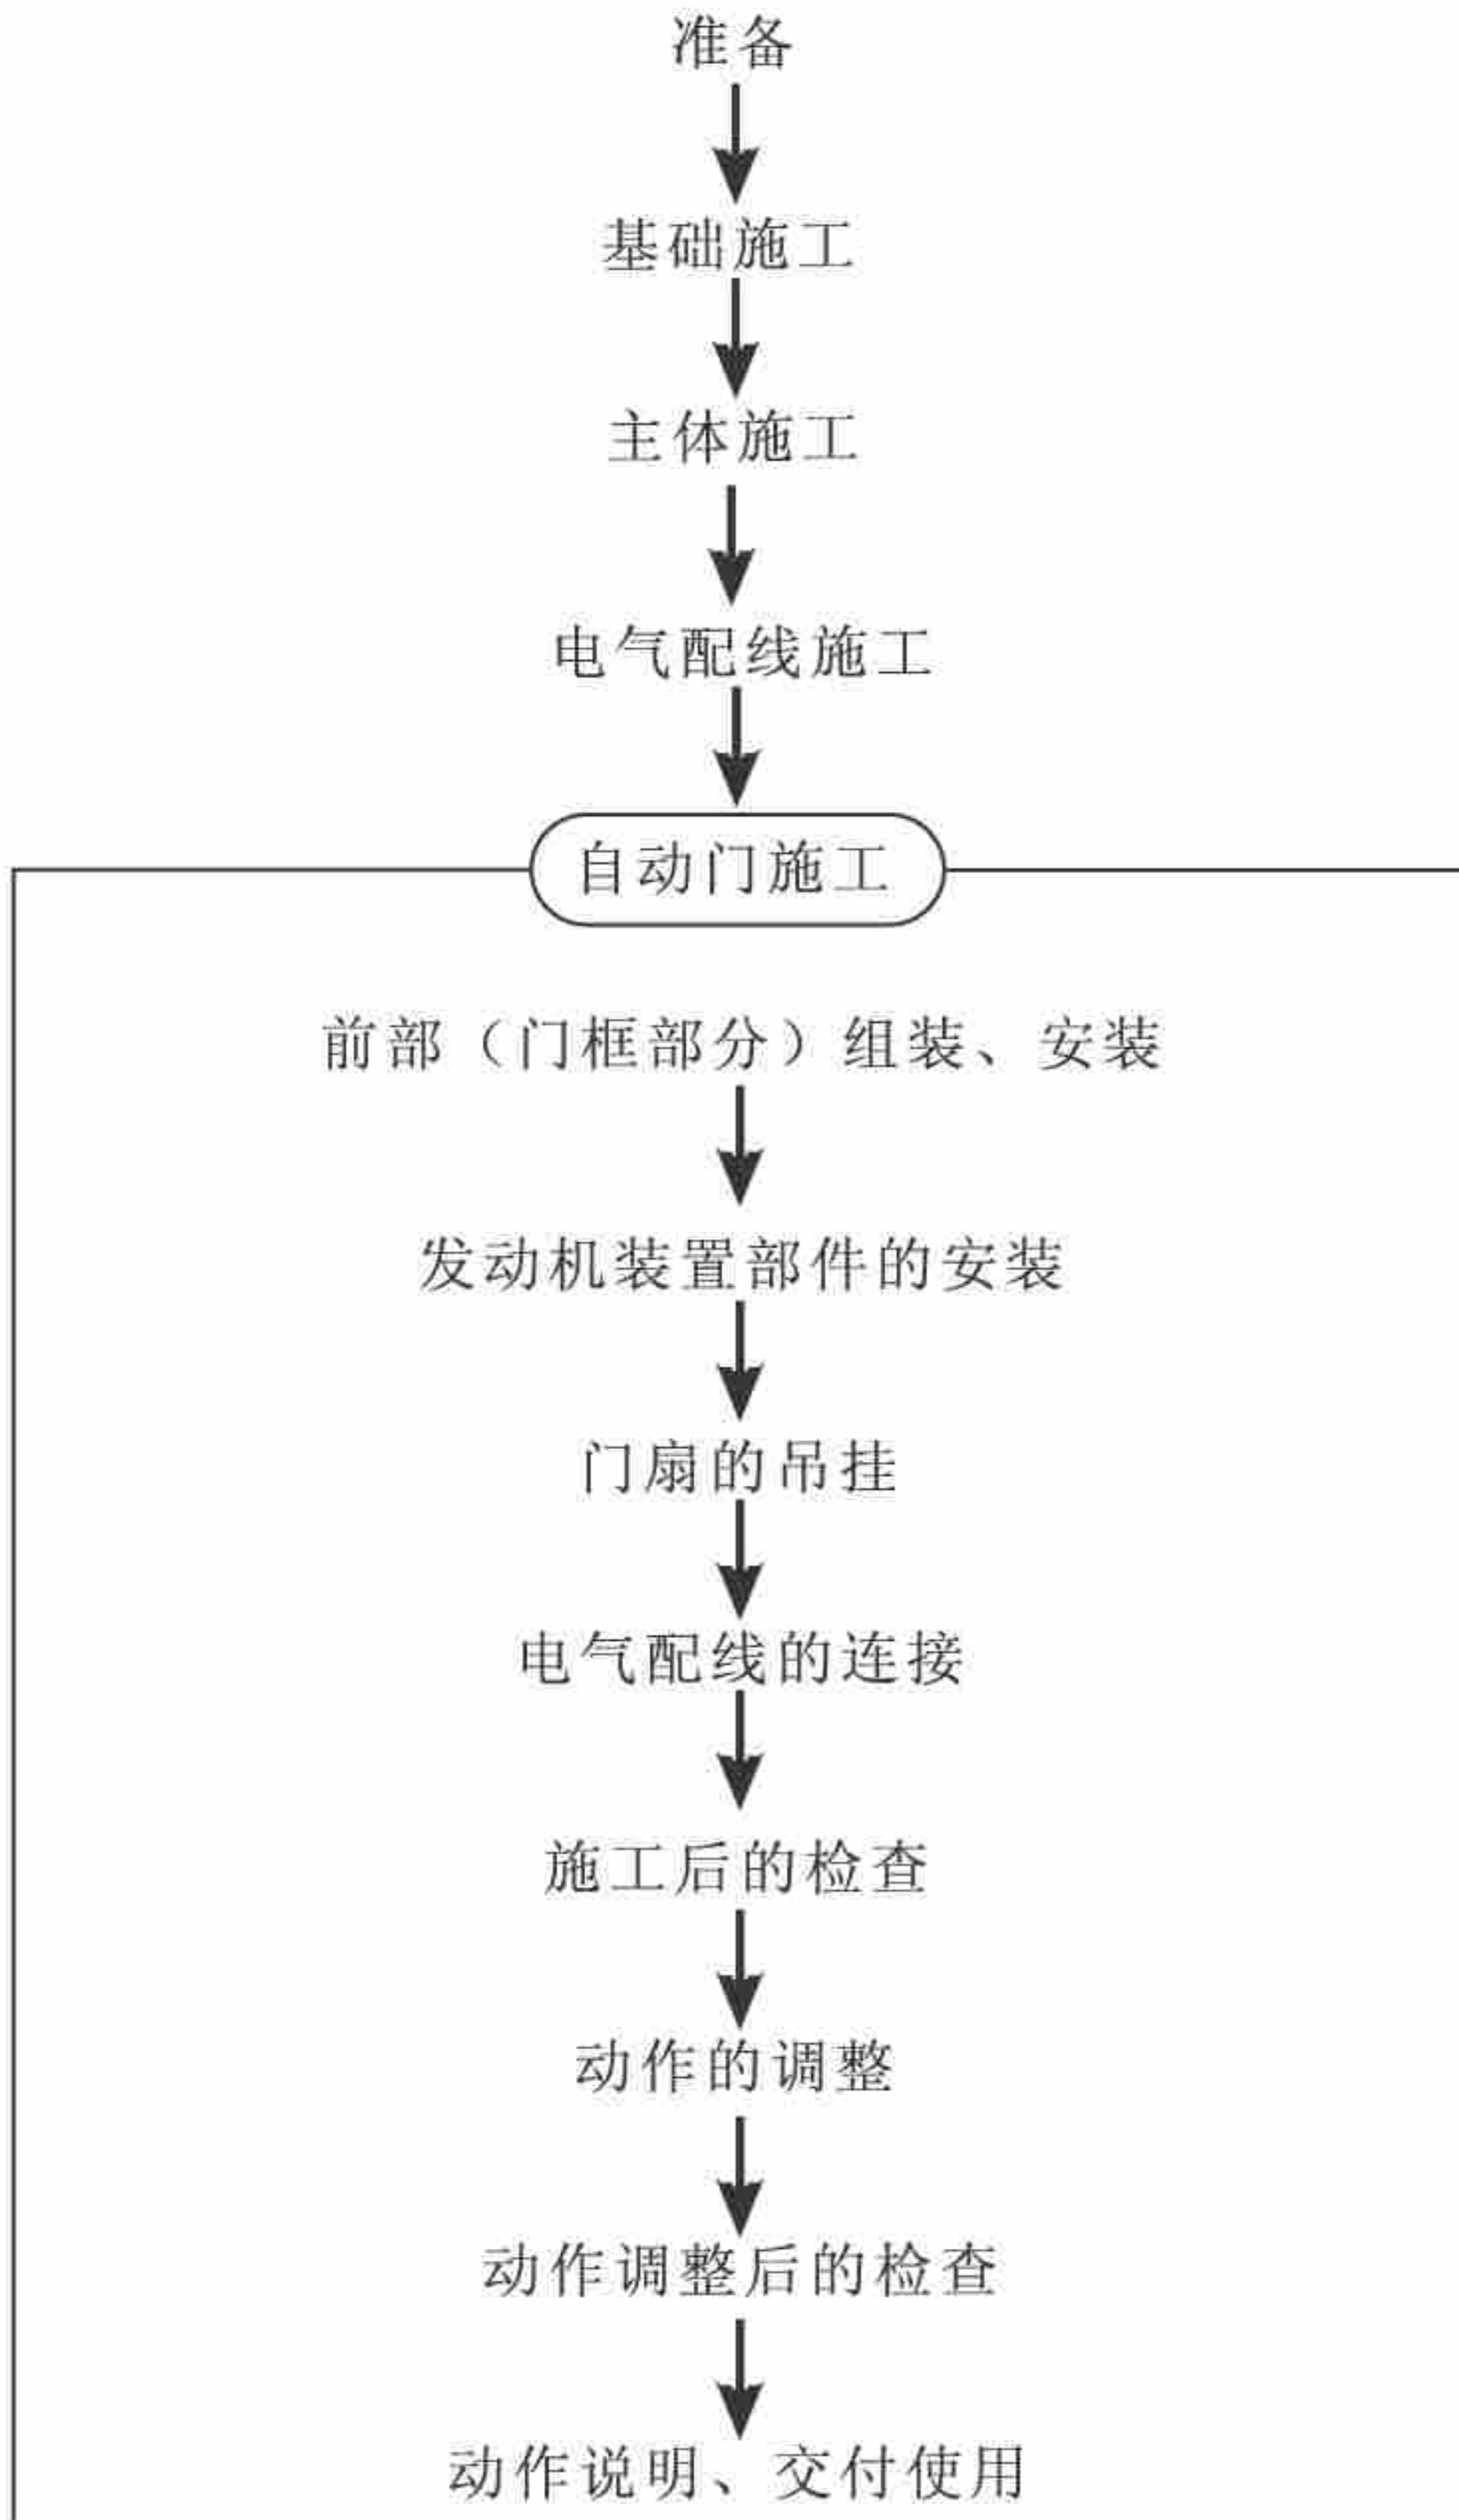 准备
基础施工
主体施工
电气配线施工
自动门施工
前部（门框部分）组装、安装
发动机装置部件的安装
门扇的吊挂
电气配线的连接
施工后的检查
动作的调整
动作调整后的检查
动作说明、交付使用